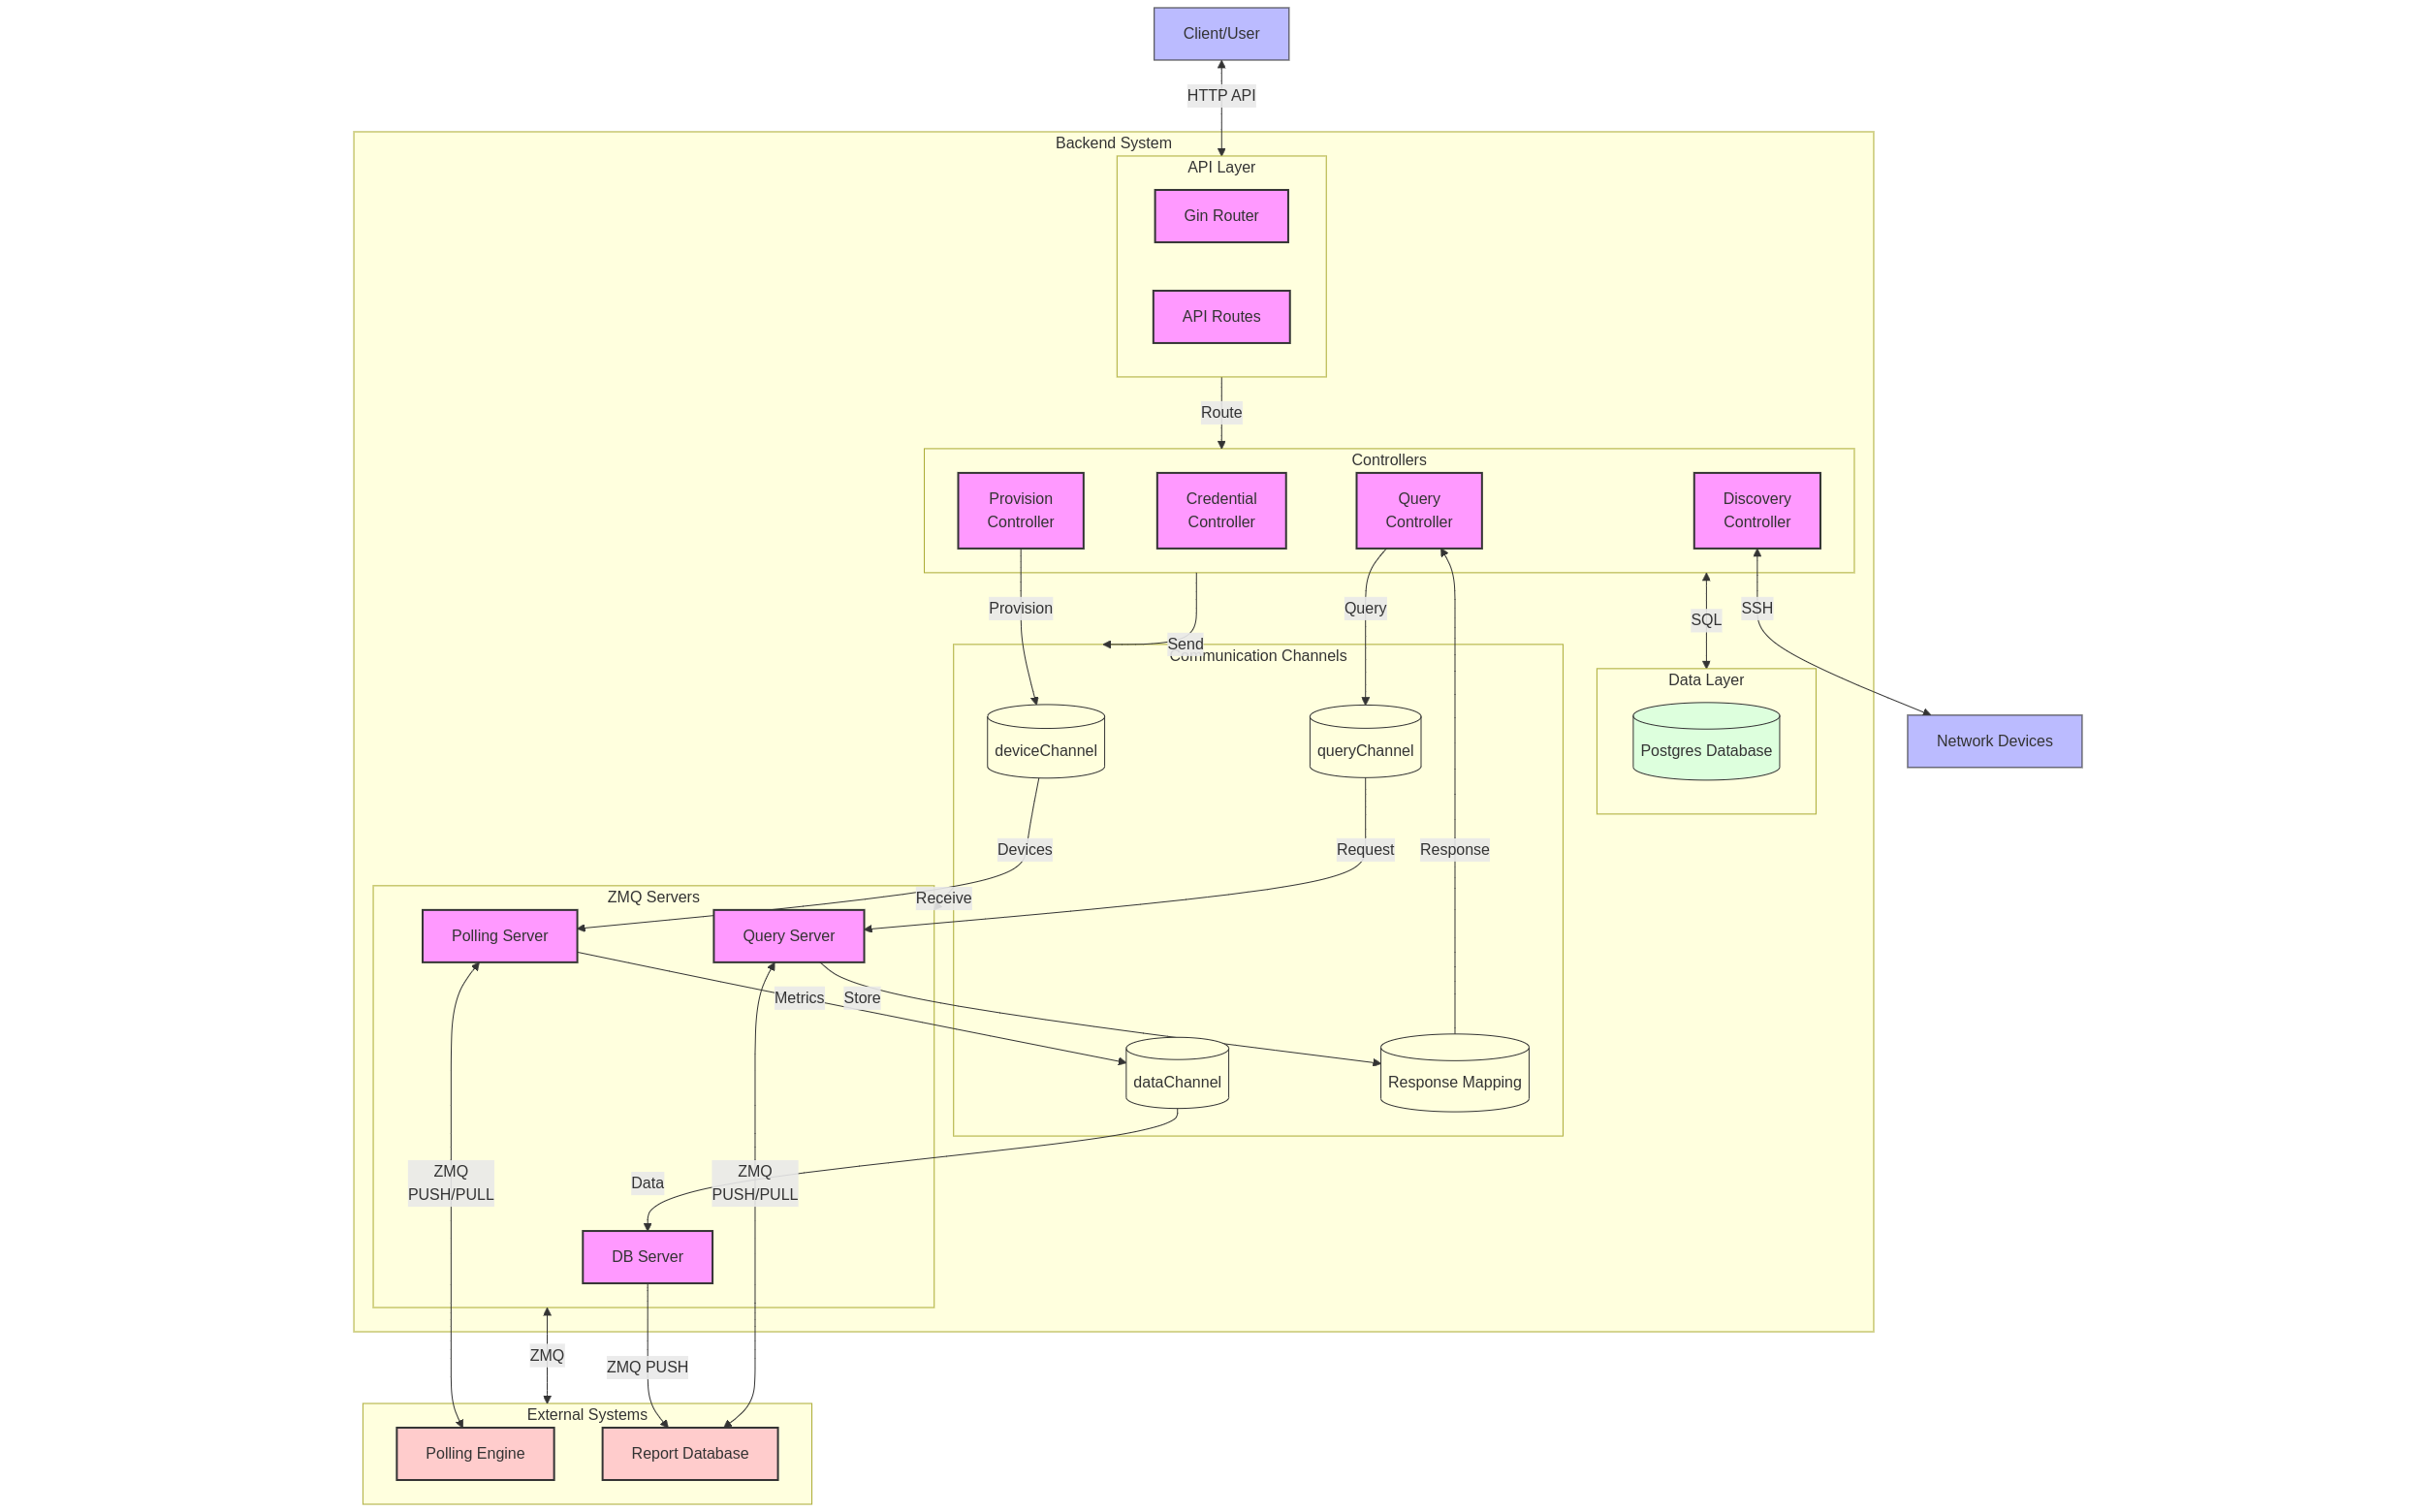 Client/User
HTTP API
Backend System
API Layer
Gin Router
API Routes
Route
Controllers
Provision
Controller
Credential
Controller
Query
Controller
Discovery
Controller
Provision
Send
Query
SQL
SSH
Communication Channels
Data Layer
deviceChannel
queryChannel
Postgres Database
Network Devices
Devices
Request
Response
ZMQ Servers
Receive
Polling Server
Query Server
Metrics
Store
dataChannel
Response Mapping
ZMQ
PUSH/PULL
Data
ZMQ
PUSH/PULL
DB Server
ZMQ
ZMQ PUSH
External Systems
Polling Engine
Report Database